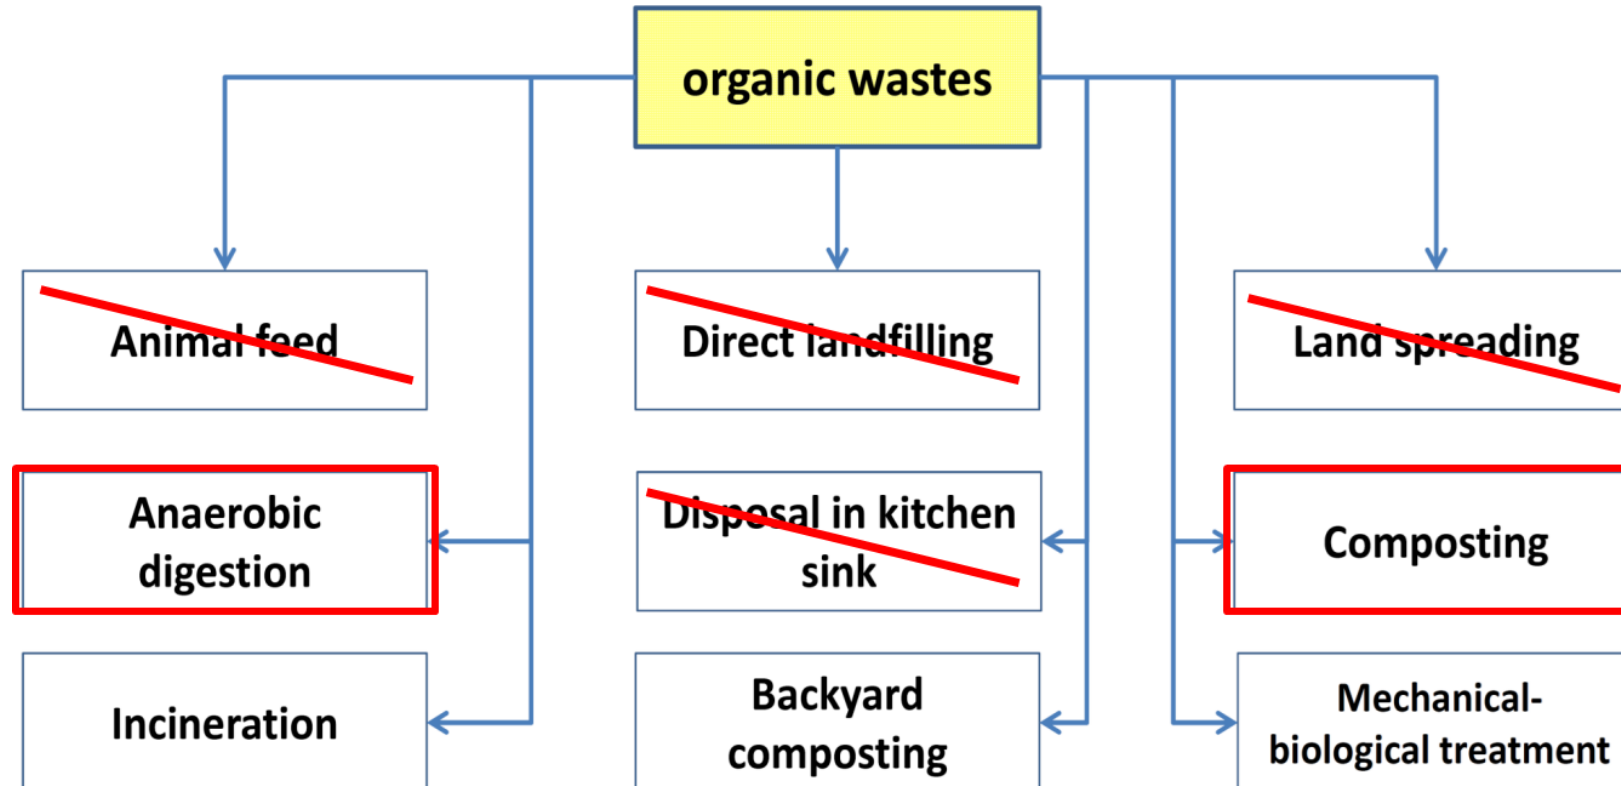 organic wastes
Animal feed
Direct landfilling
Land spreading
Anaerobic
digestion
Disposal in kitchen
sink
Composting
Incineration
Backyard
composting
Mechanical-
biological treatment